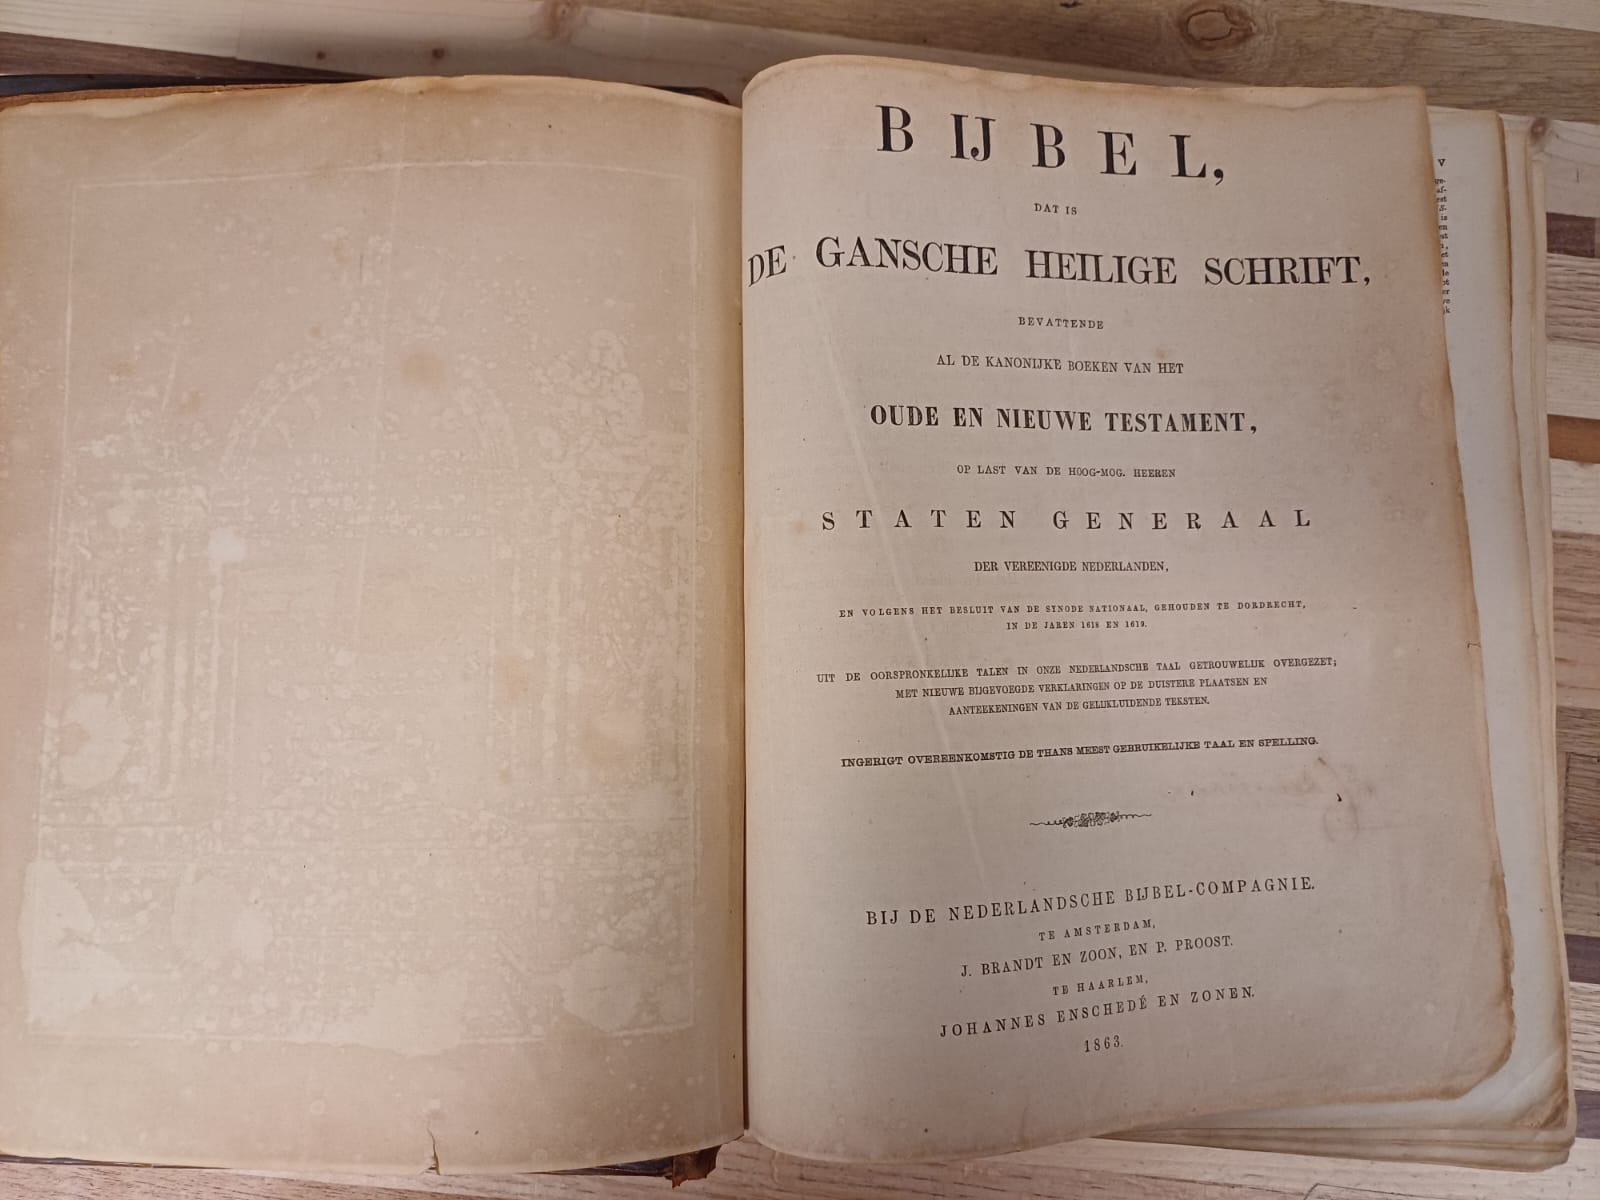 BIJBEL,
DAT IS
DE GANSCHE HEILIGE SCHRIFT,
BEVATTENDE
AL DE KANONIJKE BOEKEN VAN HET
OUDE EN NIEUWE TESTAMENT,
OP LAST VAN DE HOOG-MOG. HEEREN
STATEN GENERAAL
DER VEREENIGDE NEDERLANDEN,
EN VOLGENS HET BESLUIT VAN DE SYNODE NATIONAAL, GEHOUDEN TE DORDRECHT,
IN DE JAREN 1618 EN 1619.
UIT DE OORSPRONKELIJKE TALEN IN ONZE NEDERLANDSCHE TAAL GETROUWELIJK OVERGEZET;
MET NIEUWE BIJGEVOEGDE VERKLARINGEN OP DE DUISTERE PLAATSEN EN
AANTEEKENINGEN VAN DE GELIJKLUIDENDE TEKSTEN.
INGERIGT OVEREENKOMSTIG DE THANS MEEST GEBRUIKELIJKE TAAL EN SPELLING.
BIJ DE NEDERLANDSCHE BIJBEL-COMPAGNIE.
TE AMSTERDAM,
J. BRANDT EN ZOON, EN P. PROOST.
TE HAARLEM,
JOHANNES ENSCHEDÉ EN ZONEN.
1863.
V